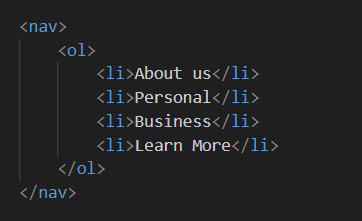 <nav>
<ol>
<li>About us</li>
<li>Personal</li>
<li>Business</li>
<li>Learn More</li>
</ol>
</nav>